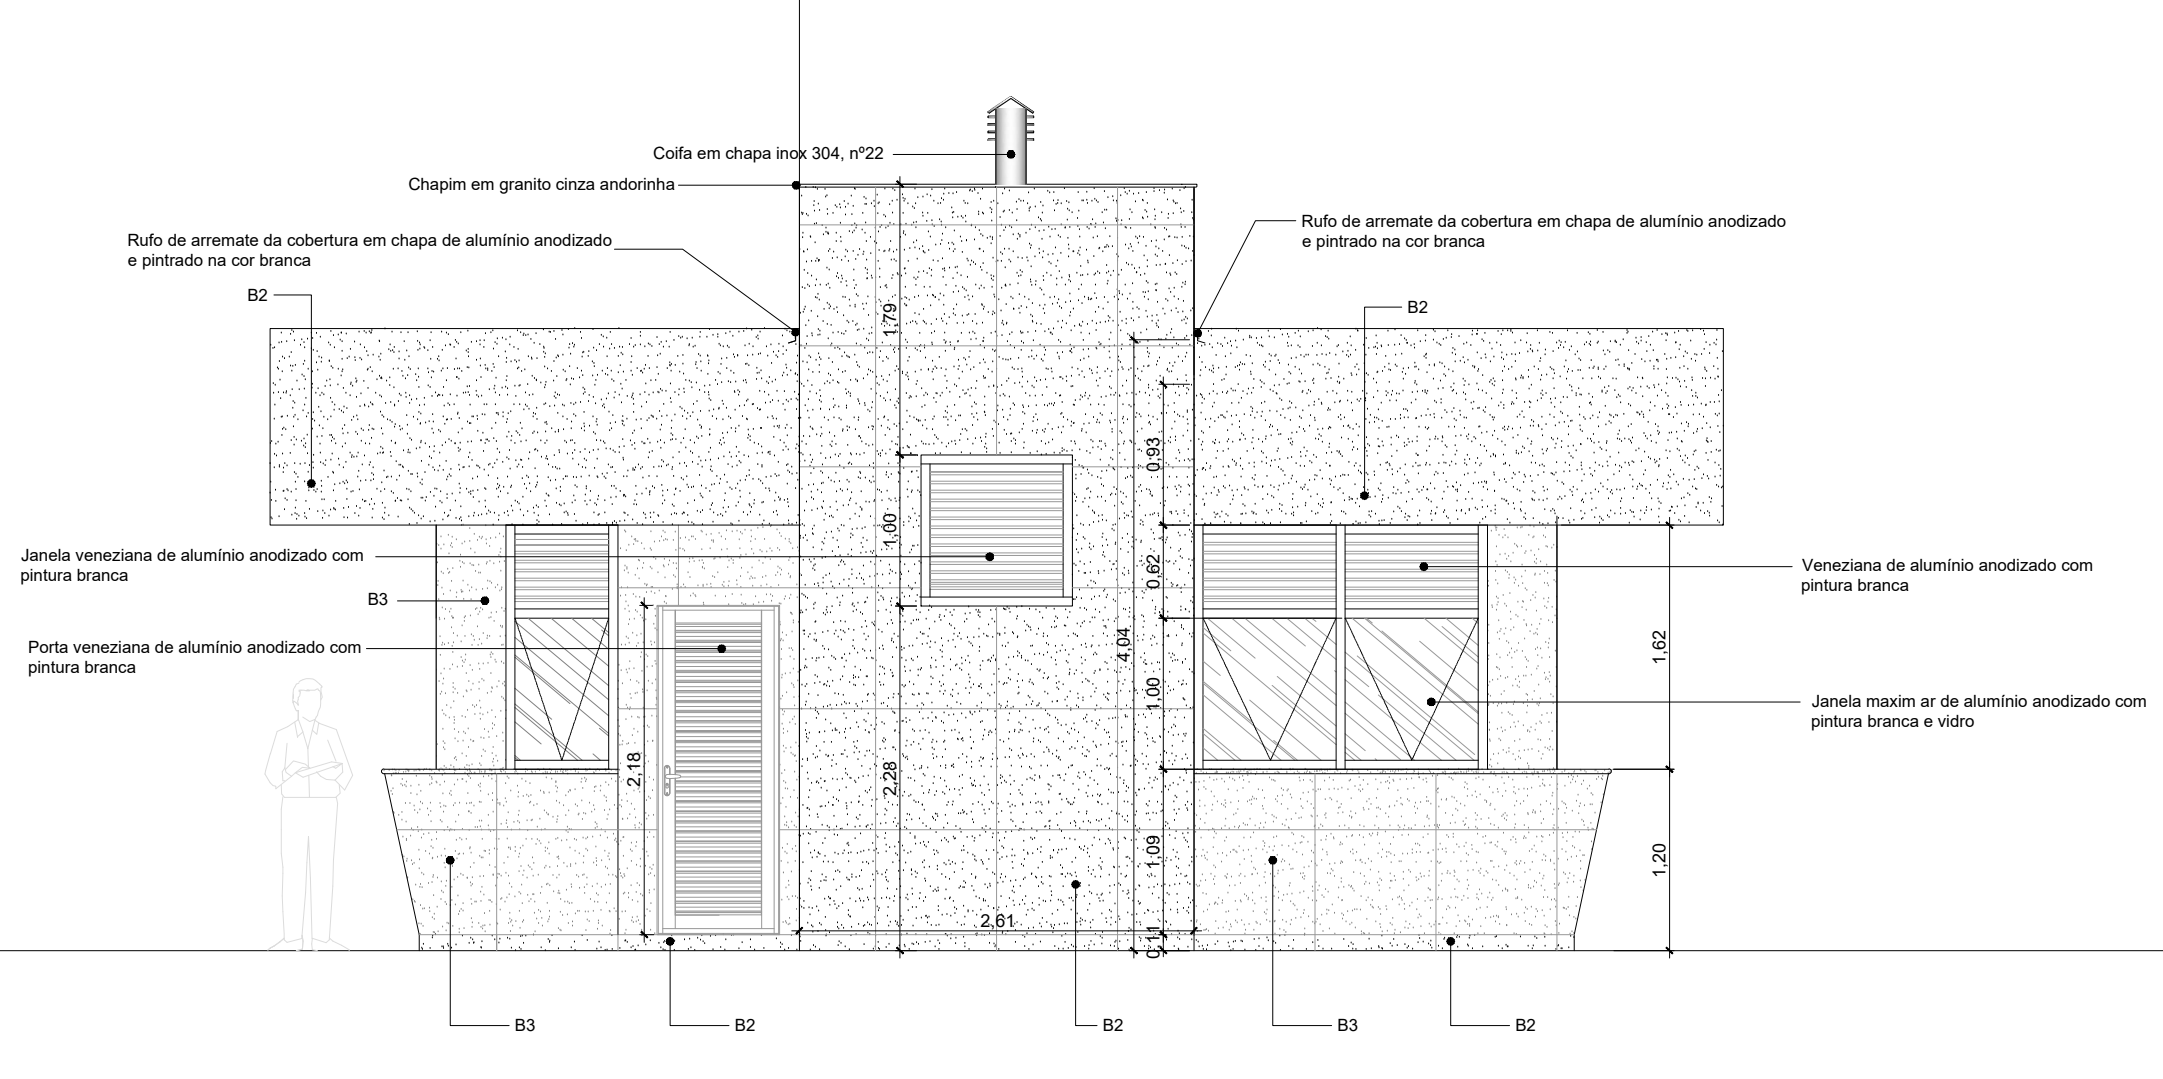 Coifa em chapa inox 304, nº22
Chapim em granito cinza andorinha
Rufo de arremate da cobertura em chapa de alumínio anodizado
e pintrado na cor branca
Rufo de arremate da cobertura em chapa de alumínio anodizado
e pintrado na cor branca
B2
B2
1,79
0,93
1,00
0,62
Janela veneziana de alumínio anodizado com
pintura branca
Veneziana de alumínio anodizado com
pintura branca
B3
Porta veneziana de alumínio anodizado com
pintura branca
4,04
1,62
1,00
Janela maxim ar de alumínio anodizado com
pintura branca e vidro
2,18
2,28
1,09
1,20
2,61
0,11
B3
B2
B2
B3
B2